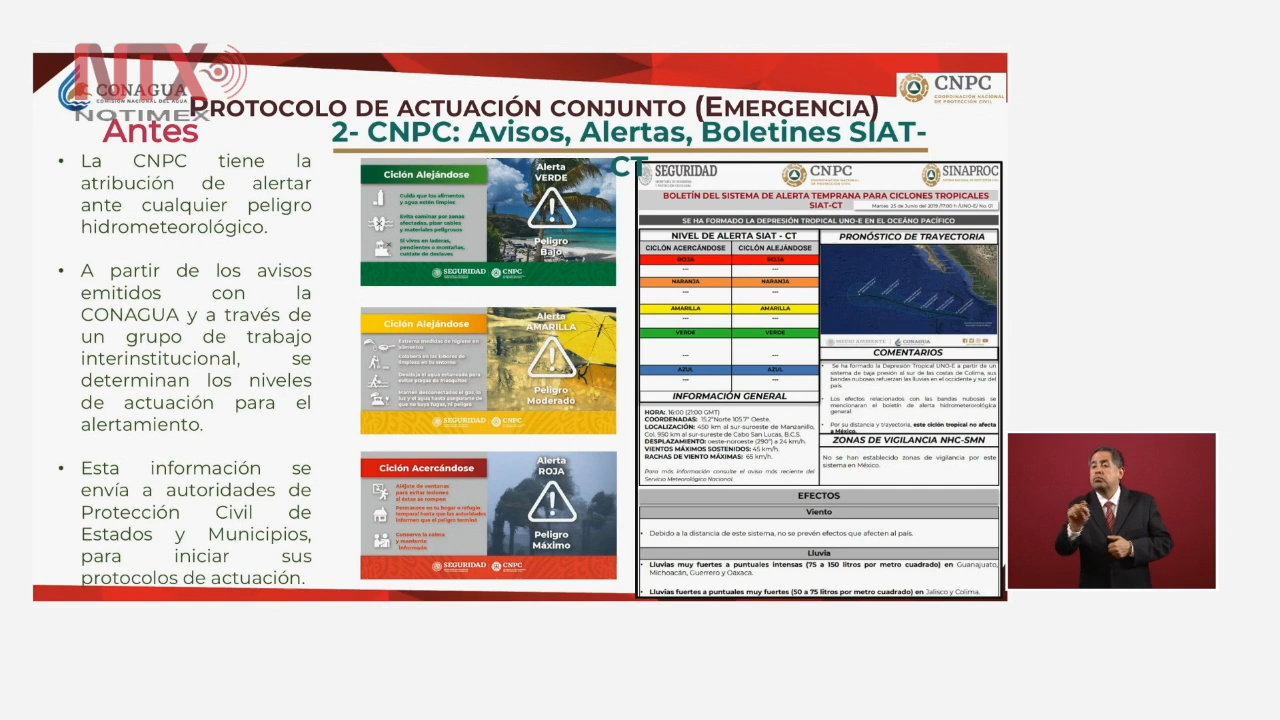 NTX
NOTIMEX
CONAGUA
COMISIÓN NACIONAL DEL AGUA
CNPC
COORDINACIÓN NACIONAL
DE PROTECCIÓN CIVIL
PROTOCOLO DE ACTUACIÓN CONJUNTO (EMERGENCIA)
Antes
2- CNPC: Avisos, Alertas, Boletines SIAT-
CT
• La CNPC tiene la
atribución de alertar
ante cualquier peligro
hidrometeorológico.
• A partir de los avisos
emitidos con la
CONAGUA y a través de
un grupo de trabajo
interinstitucional, se
determinan los niveles
de actuación para el
alertamiento.
• Esta información se
envía a autoridades de
Protección Civil de
Estados y Municipios,
para iniciar sus
protocolos de actuación.
Ciclón Alejándose
Cuida que los alimentos
y agua estén limpios
Evita caminar por zonas
afectadas, pisar cables
y materiales peligrosos
Si vives en laderas,
pendientes o montañas,
cuídate de deslaves
Alerta
VERDE
Peligro
Bajo
SEGURIDAD CNPC
Ciclón Alejándose
Extrema medidas de higiene en
alimentos
Colabora en las labores de
limpieza en tu entorno
Desaloja el agua estancada para
evitar plagas de mosquitos
Alerta
AMARILLA
Peligro
Moderado
SEGURIDAD CNPC
Ciclón Acercándose
Aléjate de ventanas
para evitar lesiones
si éstas se rompen
Permanece en tu hogar o refugio
temporal hasta que las autoridades
informen que el peligro terminó
Conserva la calma
y mantente
informado
Alerta
ROJA
Peligro
Máximo
SEGURIDAD CNPC
SEGURIDAD
CNPC
SINAPROC
BOLETÍN DEL SISTEMA DE ALERTA TEMPRANA PARA CICLONES TROPICALES
SIAT-CT
Martes 25 de Junio del 2019 /17:00 h /UNO-E/ No. 01
SE HA FORMADO LA DEPRESIÓN TROPICAL UNO-E EN EL OCEÁNO PACÍFICO
NIVEL DE ALERTA SIAT - CT
CICLÓN ACERCÁNDOSE CICLÓN ALEJÁNDOSE
ROJA ROJA
--- ---
NARANJA NARANJA
--- ---
AMARILLA AMARILLA
--- ---
VERDE VERDE
--- ---
AZUL AZUL
--- ---
INFORMACIÓN GENERAL
HORA: 16:00 (21:00 GMT)
COORDENADAS: 15.2°Norte 105.7° Oeste.
LOCALIZACIÓN: 450 km al sur-suroeste de Manzanillo,
Col. 950 km al sur-sureste de Cabo San Lucas, B.C.S.
DESPLAZAMIENTO: oeste-noroeste (290°) a 24 km/h.
VIENTOS MÁXIMOS SOSTENIDOS: 45 km/h.
RACHAS DE VIENTO MÁXIMAS: 65 km/h.
Para más información consulte el aviso más reciente del
Servicio Meteorológico Nacional.
PRONÓSTICO DE TRAYECTORIA
MEDIO AMBIENTE CONAGUA
COMENTARIOS
• Se ha formado la Depresión Tropical UNO-E a partir de un
sistema de baja presión al sur de las costas de Colima, sus
bandas nubosas refuerzan las lluvias en el occidente y sur del
país.
• Los efectos relacionados con las bandas nubosas se
mencionaran el boletín de alerta hidrometeorológica
general.
• Por su distancia y trayectoria, este ciclón tropical no afecta
a México.
ZONAS DE VIGILANCIA NHC-SMN
No se han establecido zonas de vigilancia por este
sistema en México.
EFECTOS
Viento
• Debido a la distancia de este sistema, no se prevén efectos que afecten al país.
Lluvia
• Lluvias muy fuertes a puntuales intensas (75 a 150 litros por metro cuadrado) en Guanajuato,
Michoacán, Guerrero y Oaxaca.
• Lluvias fuertes a puntuales muy fuertes (50 a 75 litros por metro cuadrado) en Jalisco y Colima.